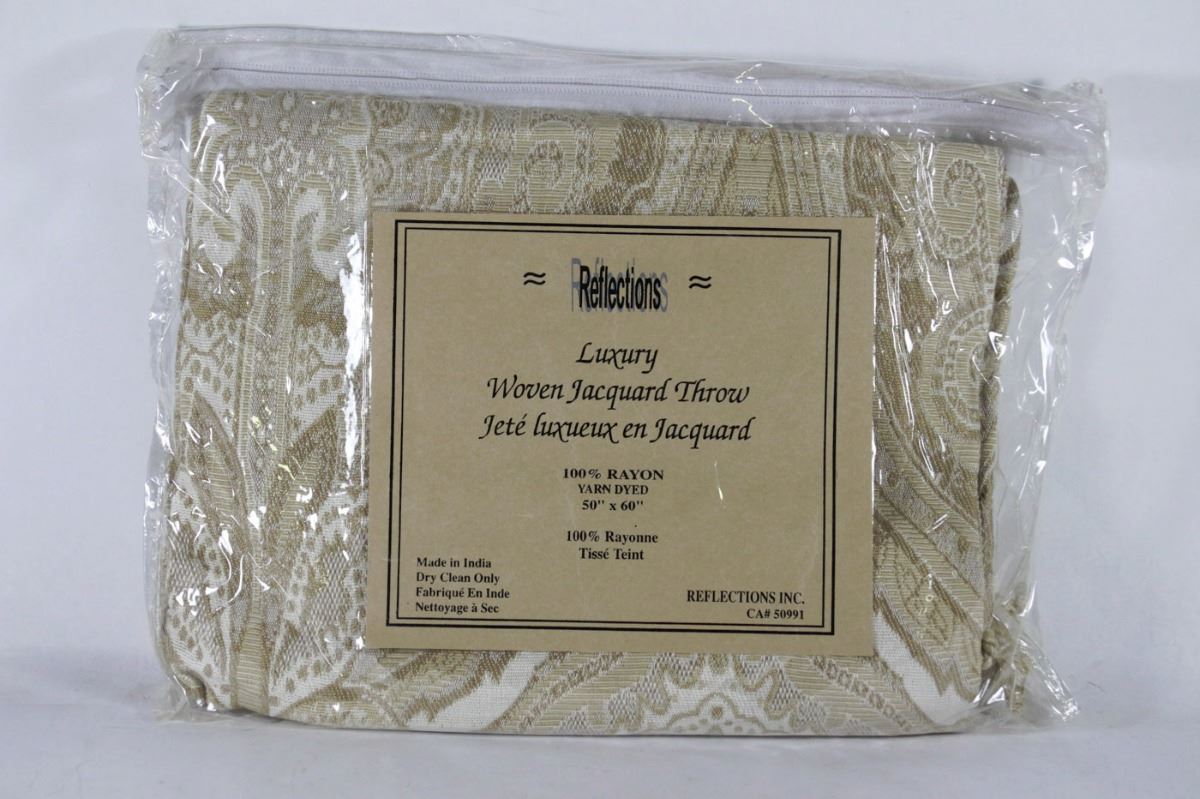 ≈ Reflections ≈
Luxury
Woven Jacquard Throw
Jeté luxueux en Jacquard
100% RAYON
YARN DYED
50" x 60"
100% Rayonne
Tissé Teint
Made in India
Dry Clean Only
Fabriqué En Inde
Nettoyage à Sec
REFLECTIONS INC.
CA# 50991